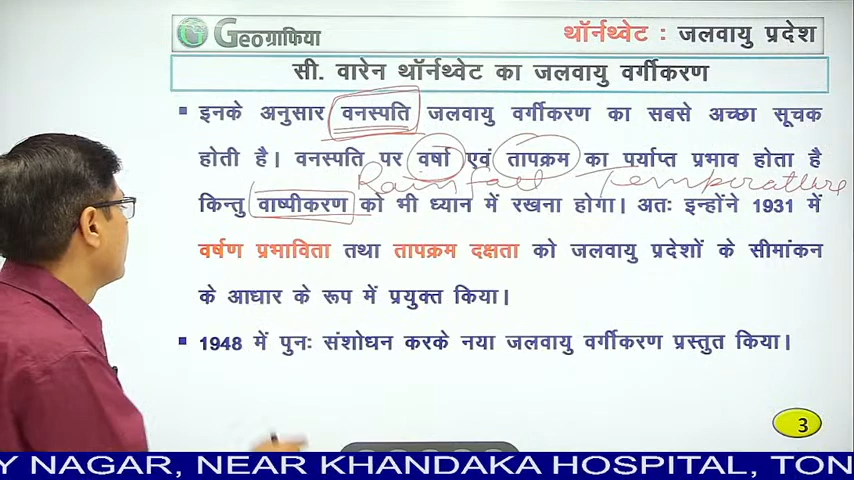 Geoग्राफिया
थॉर्नथ्वेट : जलवायु प्रदेश
सी. वारेन थॉर्नथ्वेट का जलवायु वर्गीकरण
▪ इनके अनुसार वनस्पति जलवायु वर्गीकरण का सबसे अच्छा सूचक
होती है। वनस्पति पर वर्षा एवं तापक्रम का पर्याप्त प्रभाव होता है
Rainfall Temperature
किन्तु वाष्पीकरण को भी ध्यान में रखना होगा। अतः इन्होंने 1931 में
वर्षण प्रभाविता तथा तापक्रम दक्षता को जलवायु प्रदेशों के सीमांकन
के आधार के रूप में प्रयुक्त किया।
▪ 1948 में पुनः संशोधन करके नया जलवायु वर्गीकरण प्रस्तुत किया।
3
Y NAGAR, NEAR KHANDAKA HOSPITAL, TON